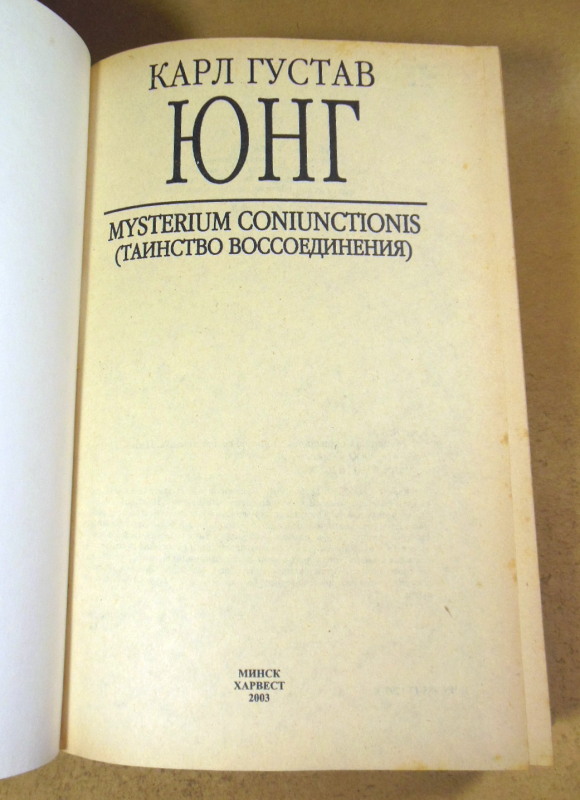 КАРЛ ГУСТАВ
ЮНГ
MYSTERIUM CONIUNCTIONIS
(ТАИНСТВО ВОССОЕДИНЕНИЯ)
МИНСК
ХАРВЕСТ
2003